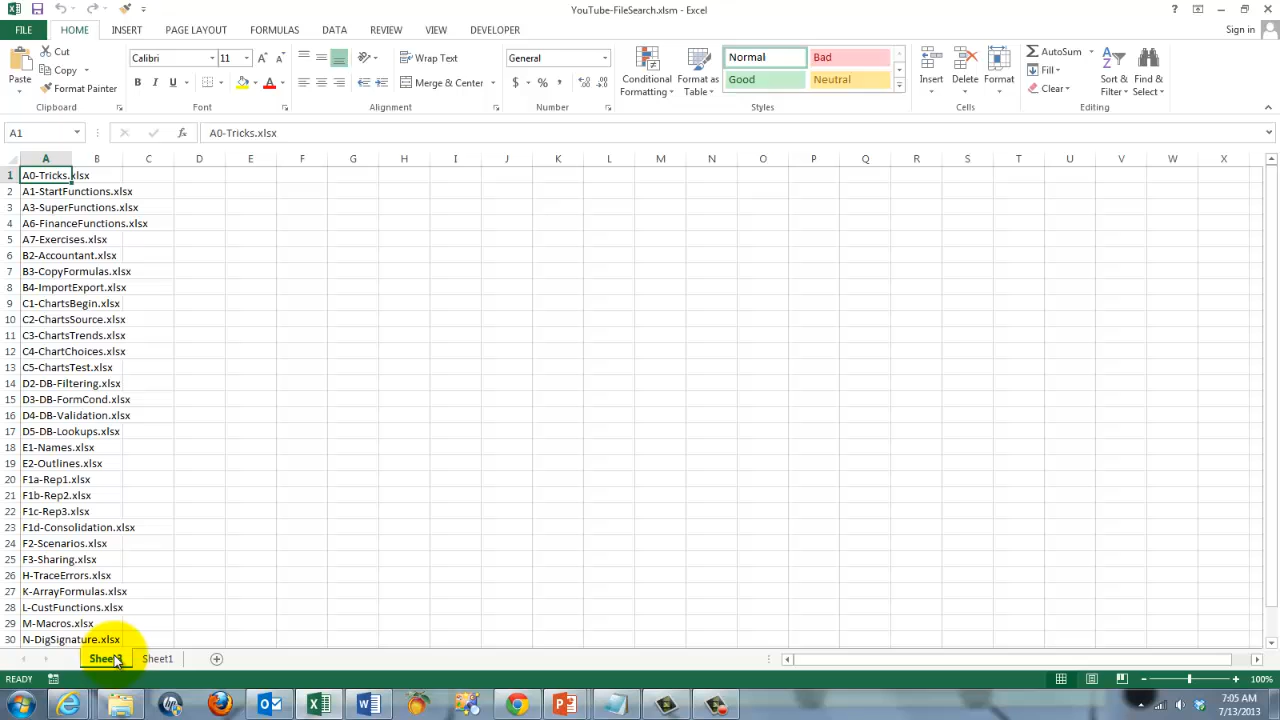 YouTube-FileSearch.xlsm - Excel
FILE HOME INSERT PAGE LAYOUT FORMULAS DATA REVIEW VIEW DEVELOPER Sign in
Paste Cut Copy Format Painter Clipboard
Calibri 11 B I U Font
Wrap Text Merge & Center Alignment
General $ % , Number
Conditional Formatting Format as Table Normal Bad Good Neutral Styles
Insert Delete Format Cells
AutoSum Fill Clear Sort & Filter Find & Select Editing
A1 fx A0-Tricks.xlsx
A B C D E F G H I J K L M N O P Q R S T U V W X
1 A0-Tricks.xlsx
2 A1-StartFunctions.xlsx
3 A3-SuperFunctions.xlsx
4 A6-FinanceFunctions.xlsx
5 A7-Exercises.xlsx
6 B2-Accountant.xlsx
7 B3-CopyFormulas.xlsx
8 B4-ImportExport.xlsx
9 C1-ChartsBegin.xlsx
10 C2-ChartsSource.xlsx
11 C3-ChartsTrends.xlsx
12 C4-ChartChoices.xlsx
13 C5-ChartsTest.xlsx
14 D2-DB-Filtering.xlsx
15 D3-DB-FormCond.xlsx
16 D4-DB-Validation.xlsx
17 D5-DB-Lookups.xlsx
18 E1-Names.xlsx
19 E2-Outlines.xlsx
20 F1a-Rep1.xlsx
21 F1b-Rep2.xlsx
22 F1c-Rep3.xlsx
23 F1d-Consolidation.xlsx
24 F2-Scenarios.xlsx
25 F3-Sharing.xlsx
26 H-TraceErrors.xlsx
27 K-ArrayFormulas.xlsx
28 L-CustFunctions.xlsx
29 M-Macros.xlsx
30 N-DigSignature.xlsx
Sheet1
READY 100%
7:05 AM
7/13/2013